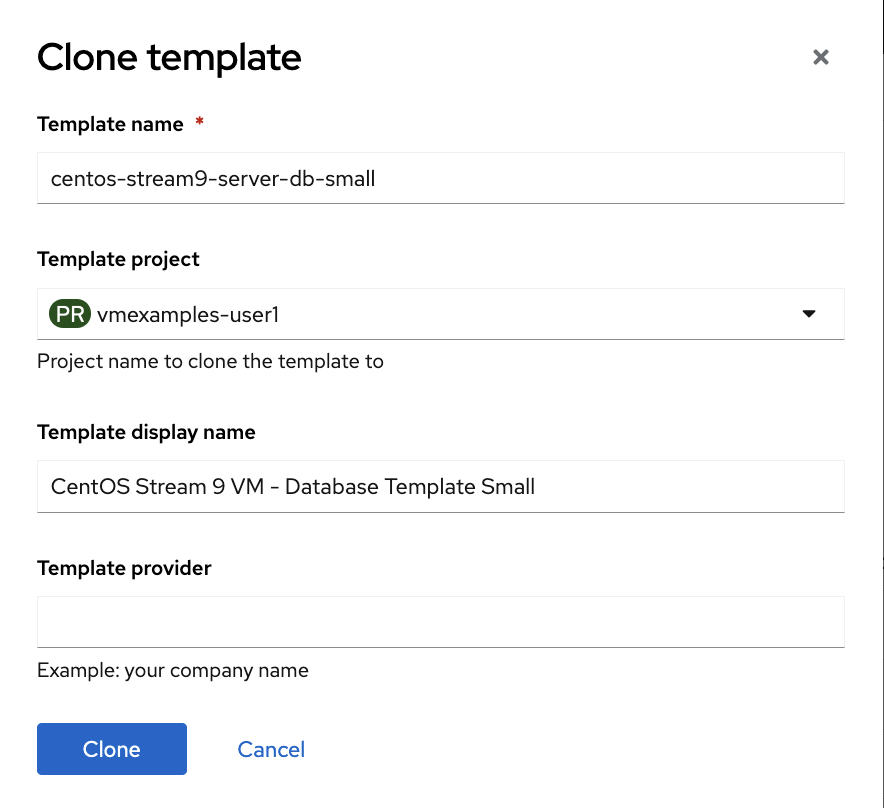 Clone template
Template name *
centos-stream9-server-db-small
Template project
PR vmexamples-user1
Project name to clone the template to
Template display name
CentOS Stream 9 VM - Database Template Small
Template provider
Example: your company name
Clone Cancel